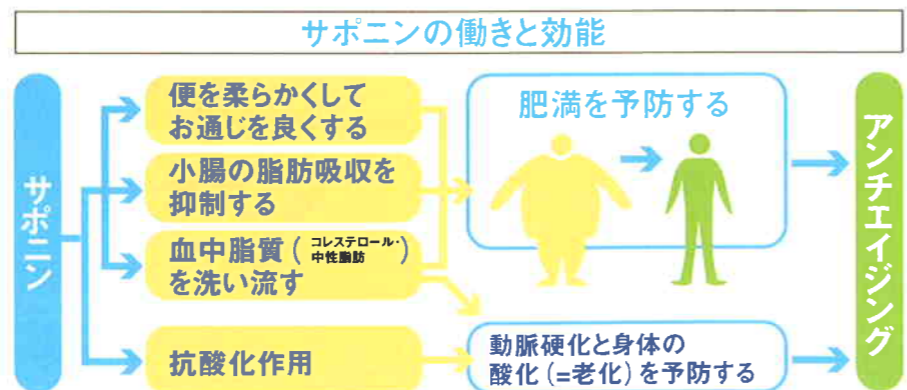 サポニンの働きと効能
サポニン
便を柔らかくして
お通じを良くする
小腸の脂肪吸収を
抑制する
血中脂質(コレステロール・中性脂肪)
を洗い流す
抗酸化作用
肥満を予防する
動脈硬化と身体の
酸化(=老化)を予防する
アンチエイジング